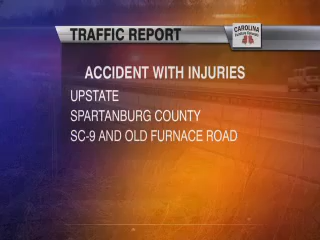 TRAFFIC REPORT
CAROLINA
ACCIDENT WITH INJURIES
UPSTATE
SPARTANBURG COUNTY
SC-9 AND OLD FURNACE ROAD